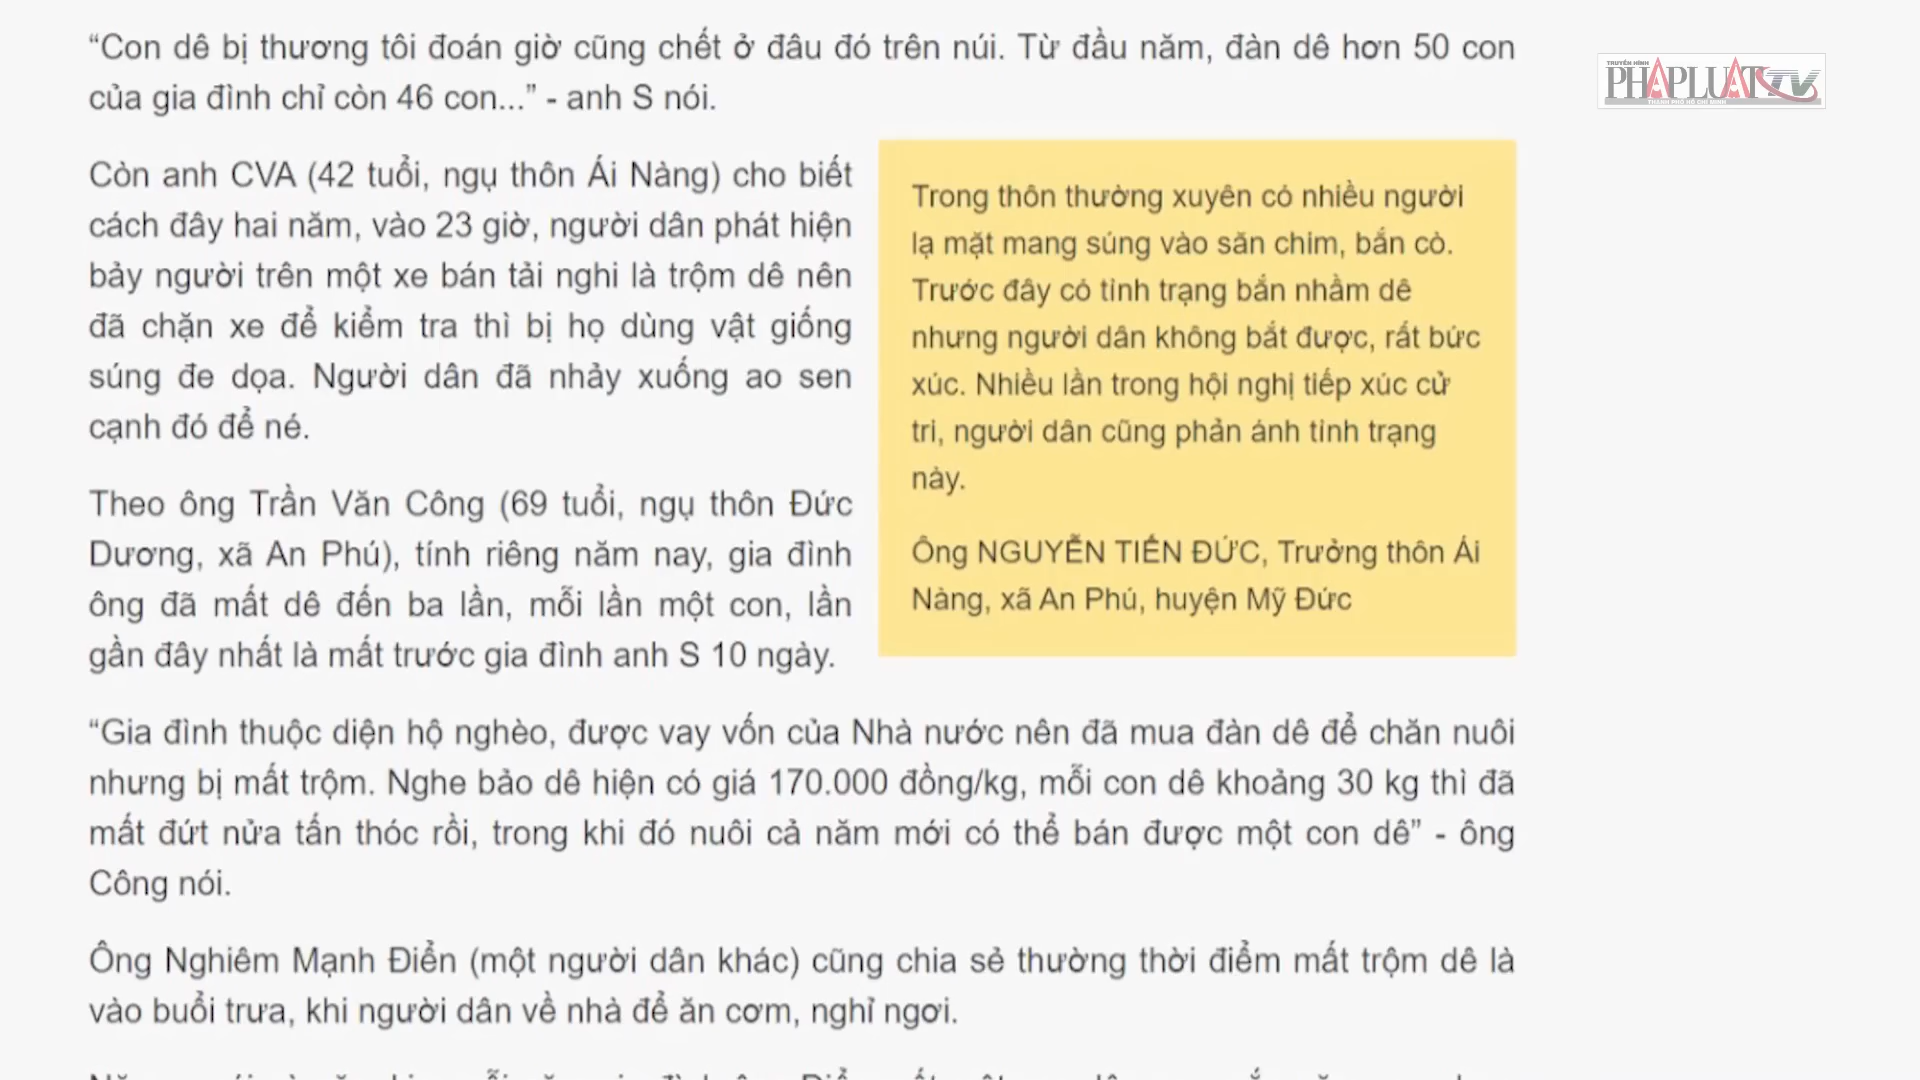 “Con dê bị thương tôi đoán giờ cũng chết ở đâu đó trên núi. Từ đầu năm, đàn dê hơn 50 con
của gia đình chỉ còn 46 con...” - anh S nói.
TRUYỀN HÌNH
PHÁP LUẬT TV
THÀNH PHỐ HỒ CHÍ MINH
Còn anh CVA (42 tuổi, ngụ thôn Ái Nàng) cho biết
cách đây hai năm, vào 23 giờ, người dân phát hiện
bảy người trên một xe bán tải nghi là trộm dê nên
đã chặn xe để kiểm tra thì bị họ dùng vật giống
súng đe dọa. Người dân đã nhảy xuống ao sen
cạnh đó để né.
Theo ông Trần Văn Công (69 tuổi, ngụ thôn Đức
Dương, xã An Phú), tính riêng năm nay, gia đình
ông đã mất dê đến ba lần, mỗi lần một con, lần
gần đây nhất là mất trước gia đình anh S 10 ngày.
Trong thôn thường xuyên có nhiều người
lạ mặt mang súng vào săn chim, bắn cò.
Trước đây có tình trạng bắn nhầm dê
nhưng người dân không bắt được, rất bức
xúc. Nhiều lần trong hội nghị tiếp xúc cử
tri, người dân cũng phản ánh tình trạng
này.
Ông NGUYỄN TIẾN ĐỨC, Trưởng thôn Ái
Nàng, xã An Phú, huyện Mỹ Đức
“Gia đình thuộc diện hộ nghèo, được vay vốn của Nhà nước nên đã mua đàn dê để chăn nuôi
nhưng bị mất trộm. Nghe bảo dê hiện có giá 170.000 đồng/kg, mỗi con dê khoảng 30 kg thì đã
mất đứt nửa tấn thóc rồi, trong khi đó nuôi cả năm mới có thể bán được một con dê” - ông
Công nói.
Ông Nghiêm Mạnh Điển (một người dân khác) cũng chia sẻ thường thời điểm mất trộm dê là
vào buổi trưa, khi người dân về nhà để ăn cơm, nghỉ ngơi.